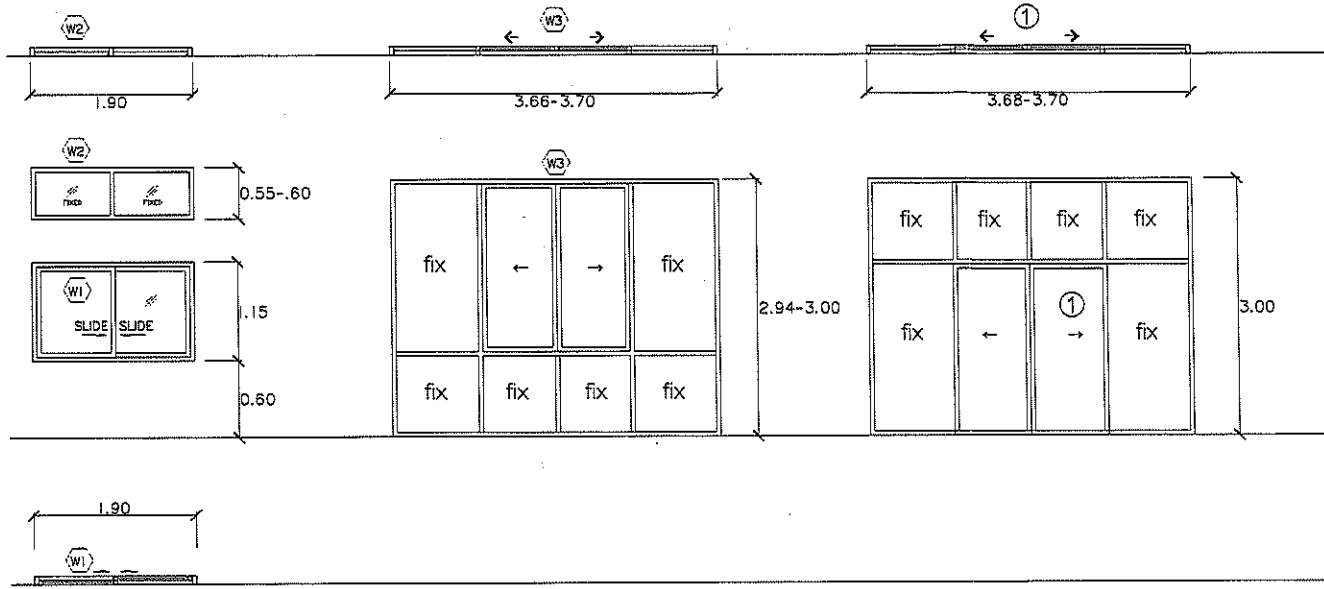 W2
W3
1
1.90
3.66-3.70
3.68-3.70
W2
FIXED FIXED
0.55-.60
W1
SLIDE SLIDE
1.15
0.60
W3
fix fix
← →
fix fix fix fix
2.94-3.00
fix fix fix fix
1
fix ← → fix
3.00
1.90
W1